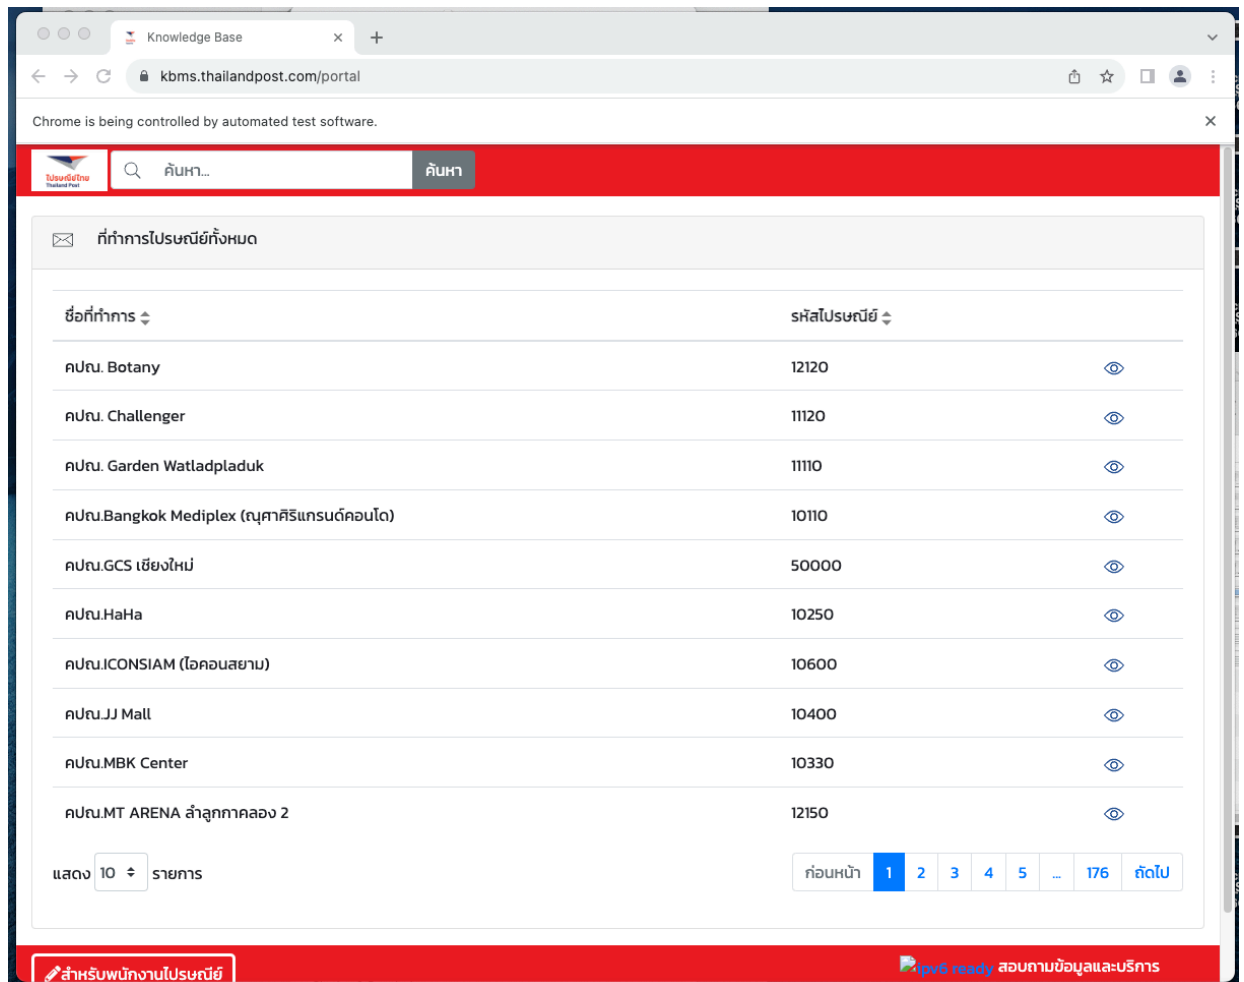 Knowledge Base
kbms.thailandpost.com/portal
Chrome is being controlled by automated test software.
ไปรษณีย์ไทย
Thailand Post
ค้นหา...
ค้นหา
ที่ทำการไปรษณีย์ทั้งหมด
ชื่อที่ทำการ รหัสไปรษณีย์
คปณ. Botany 12120
คปณ. Challenger 11120
คปณ. Garden Watladpladuk 11110
คปณ.Bangkok Mediplex (ณุศาศิริแกรนด์คอนโด) 10110
คปณ.GCS เชียงใหม่ 50000
คปณ.HaHa 10250
คปณ.ICONSIAM (ไอคอนสยาม) 10600
คปณ.JJ Mall 10400
คปณ.MBK Center 10330
คปณ.MT ARENA ลำลูกกาคลอง 2 12150
แสดง 10 รายการ ก่อนหน้า 1 2 3 4 5 ... 176 ถัดไป
สำหรับพนักงานไปรษณีย์ ipv6 ready สอบถามข้อมูลและบริการ